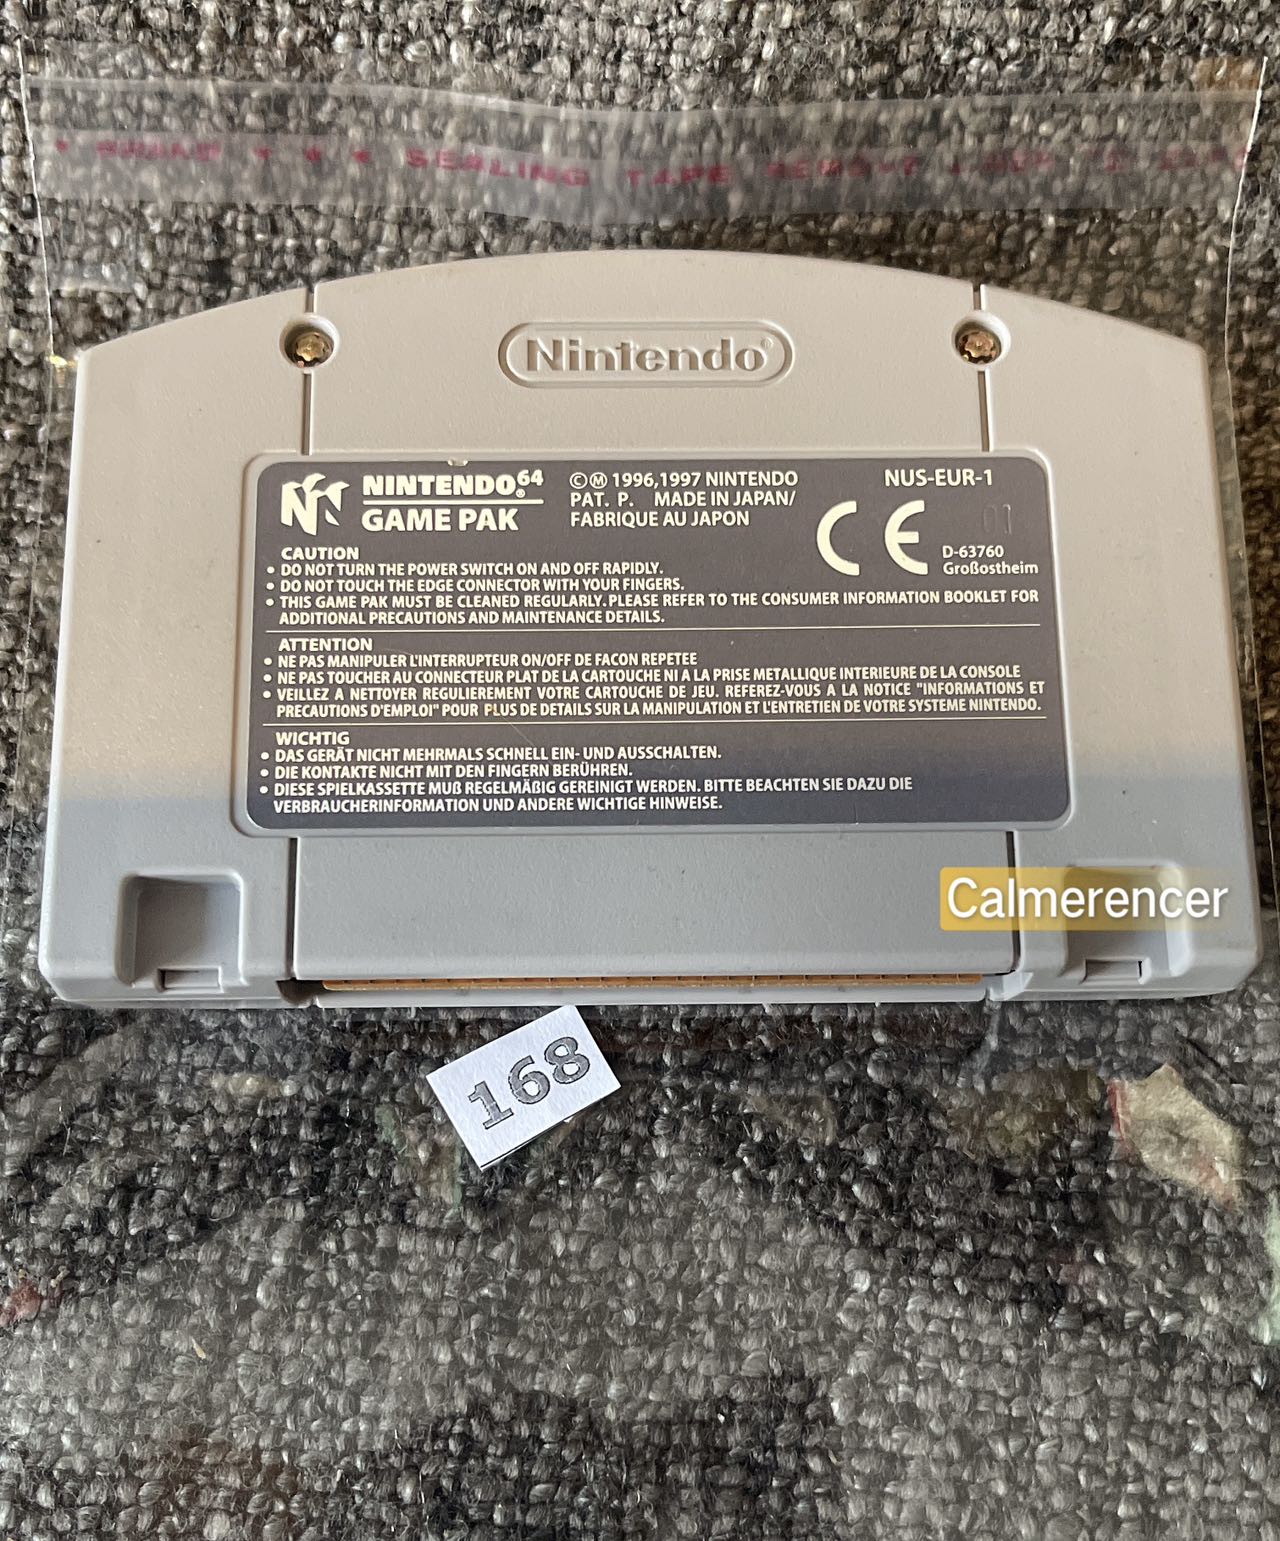 SEALING TAPE
Nintendo®
NINTENDO 64®
GAME PAK
©Ⓜ 1996,1997 NINTENDO
PAT. P. MADE IN JAPAN/
FABRIQUE AU JAPON
NUS-EUR-1
01
CE
D-63760
Großostheim
CAUTION
• DO NOT TURN THE POWER SWITCH ON AND OFF RAPIDLY.
• DO NOT TOUCH THE EDGE CONNECTOR WITH YOUR FINGERS.
• THIS GAME PAK MUST BE CLEANED REGULARLY. PLEASE REFER TO THE CONSUMER INFORMATION BOOKLET FOR
ADDITIONAL PRECAUTIONS AND MAINTENANCE DETAILS.
ATTENTION
• NE PAS MANIPULER L'INTERRUPTEUR ON/OFF DE FACON REPETEE
• NE PAS TOUCHER AU CONNECTEUR PLAT DE LA CARTOUCHE NI A LA PRISE METALLIQUE INTERIEURE DE LA CONSOLE
• VEILLEZ A NETTOYER REGULIEREMENT VOTRE CARTOUCHE DE JEU. REFEREZ-VOUS A LA NOTICE "INFORMATIONS ET
PRECAUTIONS D'EMPLOI" POUR PLUS DE DETAILS SUR LA MANIPULATION ET L'ENTRETIEN DE VOTRE SYSTEME NINTENDO.
WICHTIG
• DAS GERÄT NICHT MEHRMALS SCHNELL EIN- UND AUSSCHALTEN.
• DIE KONTAKTE NICHT MIT DEN FINGERN BERÜHREN.
• DIESE SPIELKASSETTE MUß REGELMÄßIG GEREINIGT WERDEN. BITTE BEACHTEN SIE DAZU DIE
VERBRAUCHERINFORMATION UND ANDERE WICHTIGE HINWEISE.
Calmerencer
168